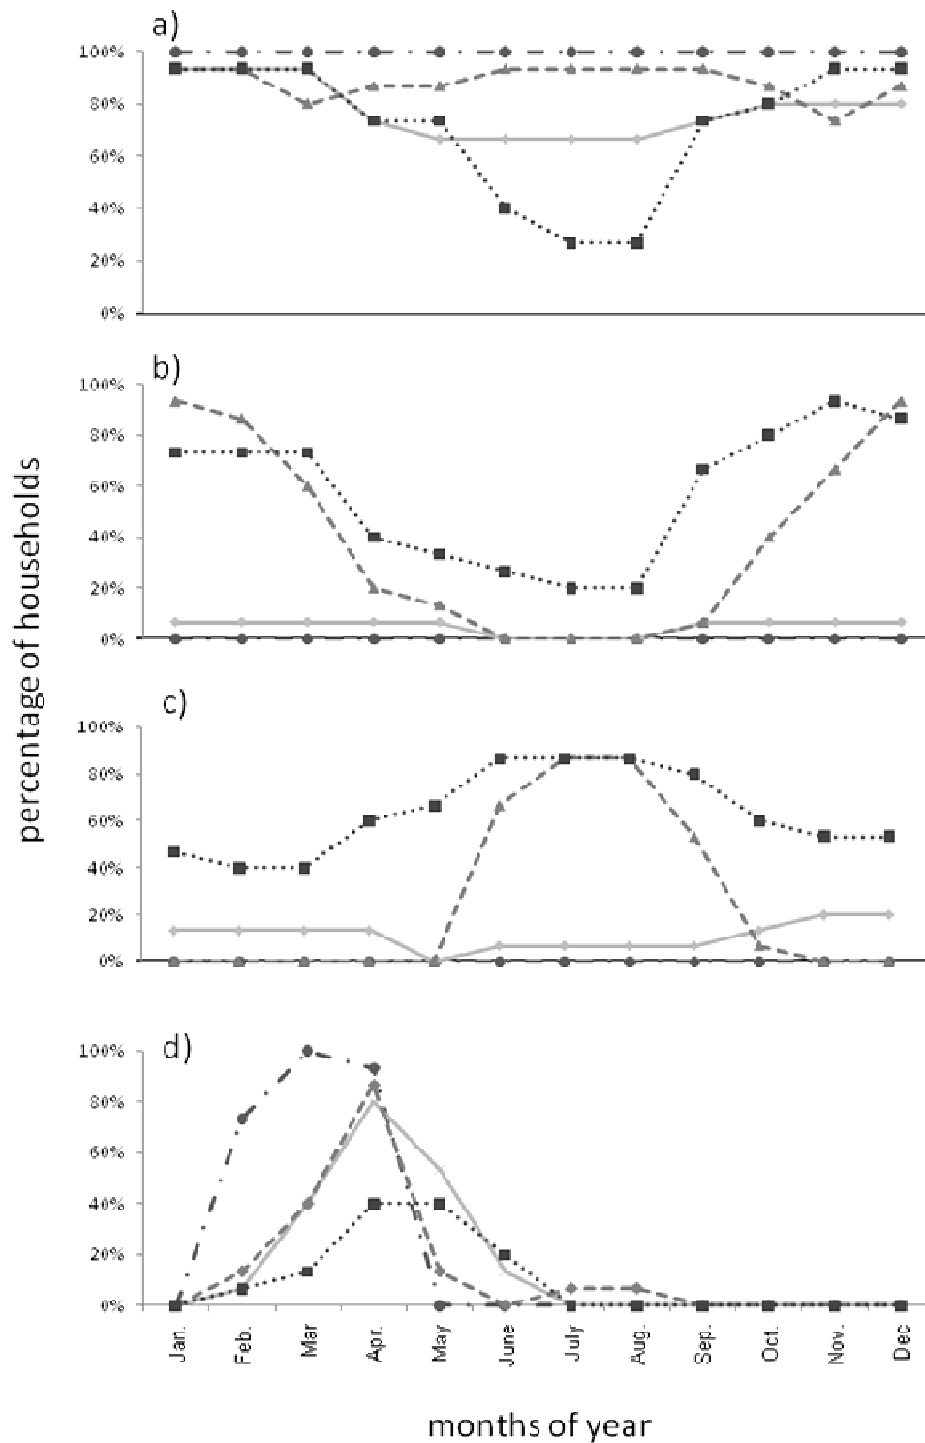 a)
100%
80%
60%
40%
20%
0%
b)
100%
80%
60%
40%
20%
0%
c)
100%
80%
60%
40%
20%
0%
d)
100%
80%
60%
40%
20%
0%
Jan.
Feb.
Mar
Apr.
May
June
July
Aug.
Sep.
Oct.
Nov.
Dec
percentage of households
months of year